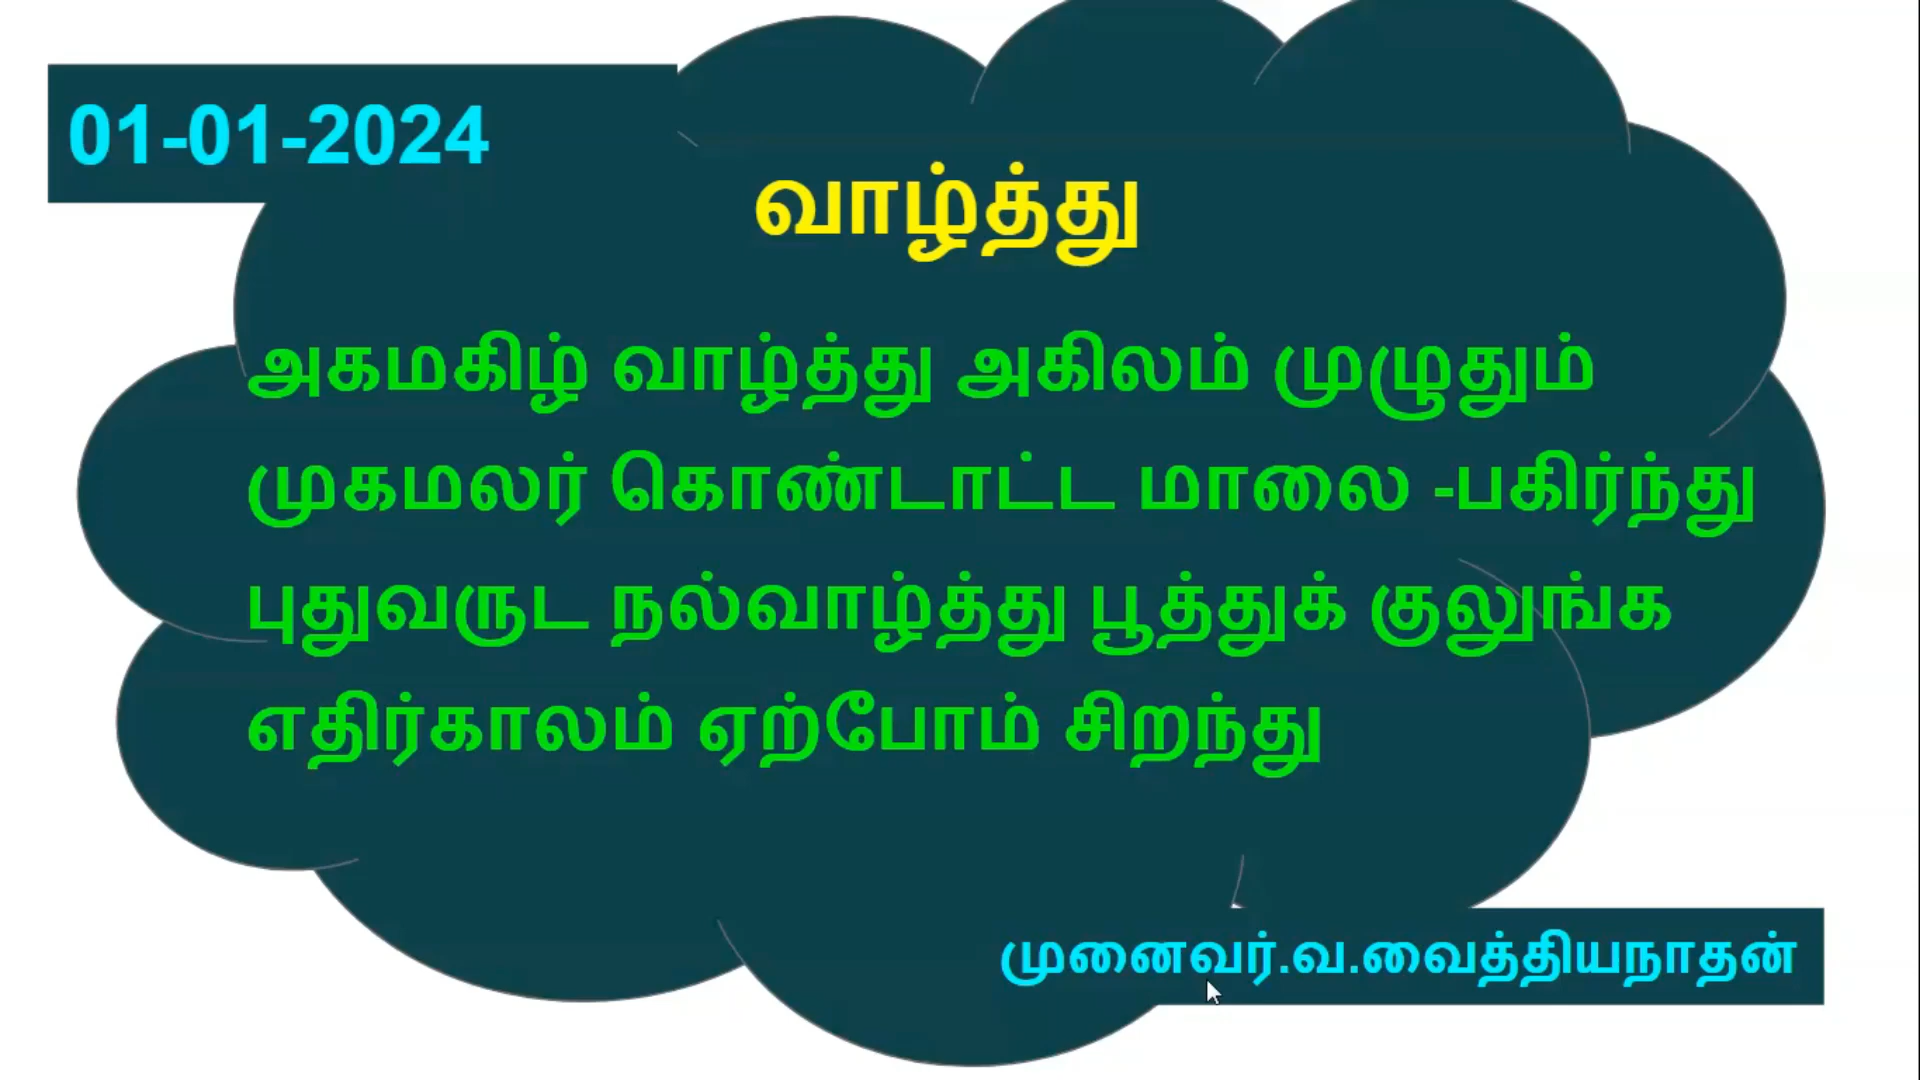 01-01-2024
வாழ்த்து
அகமகிழ் வாழ்த்து அகிலம் முழுதும்
முகமலர் கொண்டாட்ட மாலை -பகிர்ந்து
புதுவருட நல்வாழ்த்து பூத்துக் குலுங்க
எதிர்காலம் ஏற்போம் சிறந்து
முனைவர்.வ.வைத்தியநாதன்